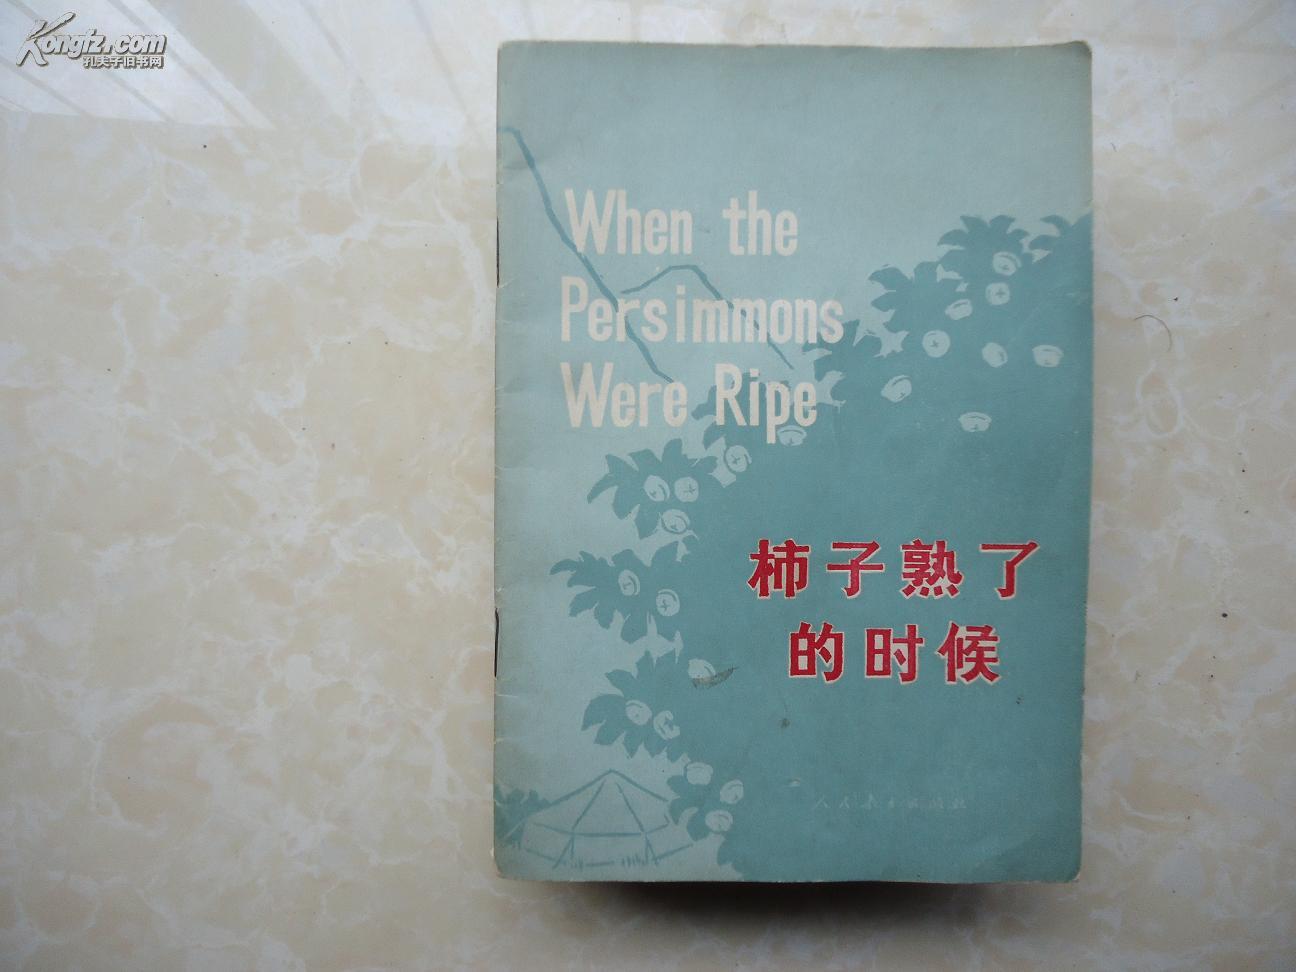 Kongfz.com
孔夫子旧书网
When the
Persimmons
Were Ripe
柿子熟了
的时候